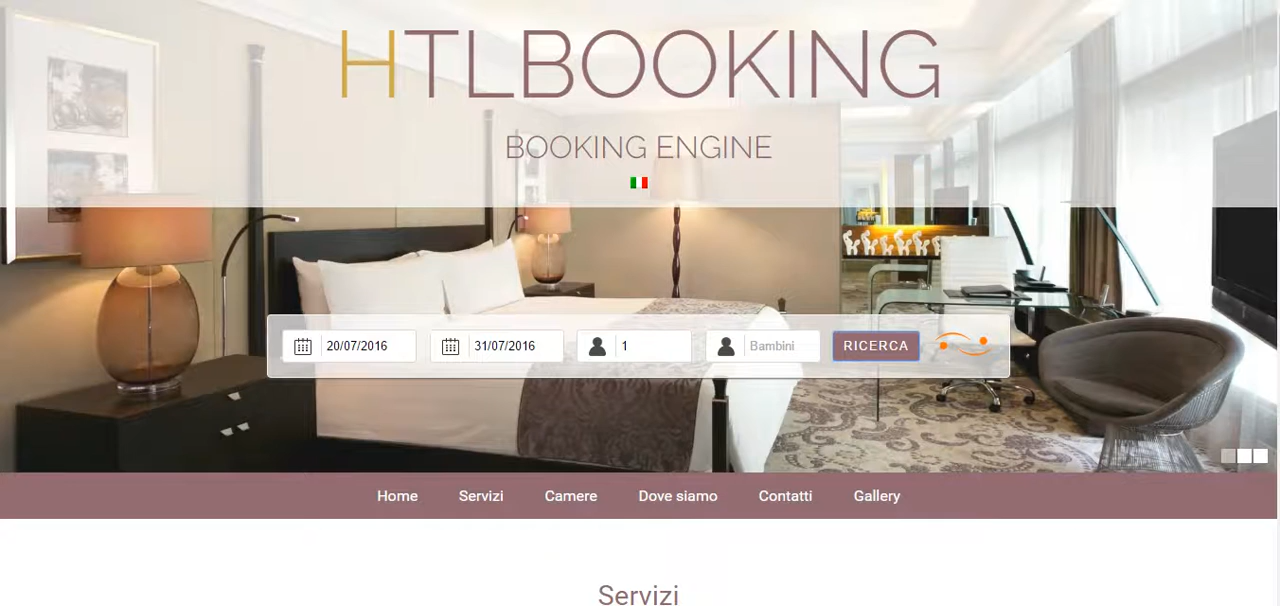 HTLBOOKING
BOOKING ENGINE
20/07/2016 31/07/2016 1 Bambini RICERCA
Home Servizi Camere Dove siamo Contatti Gallery
Servizi